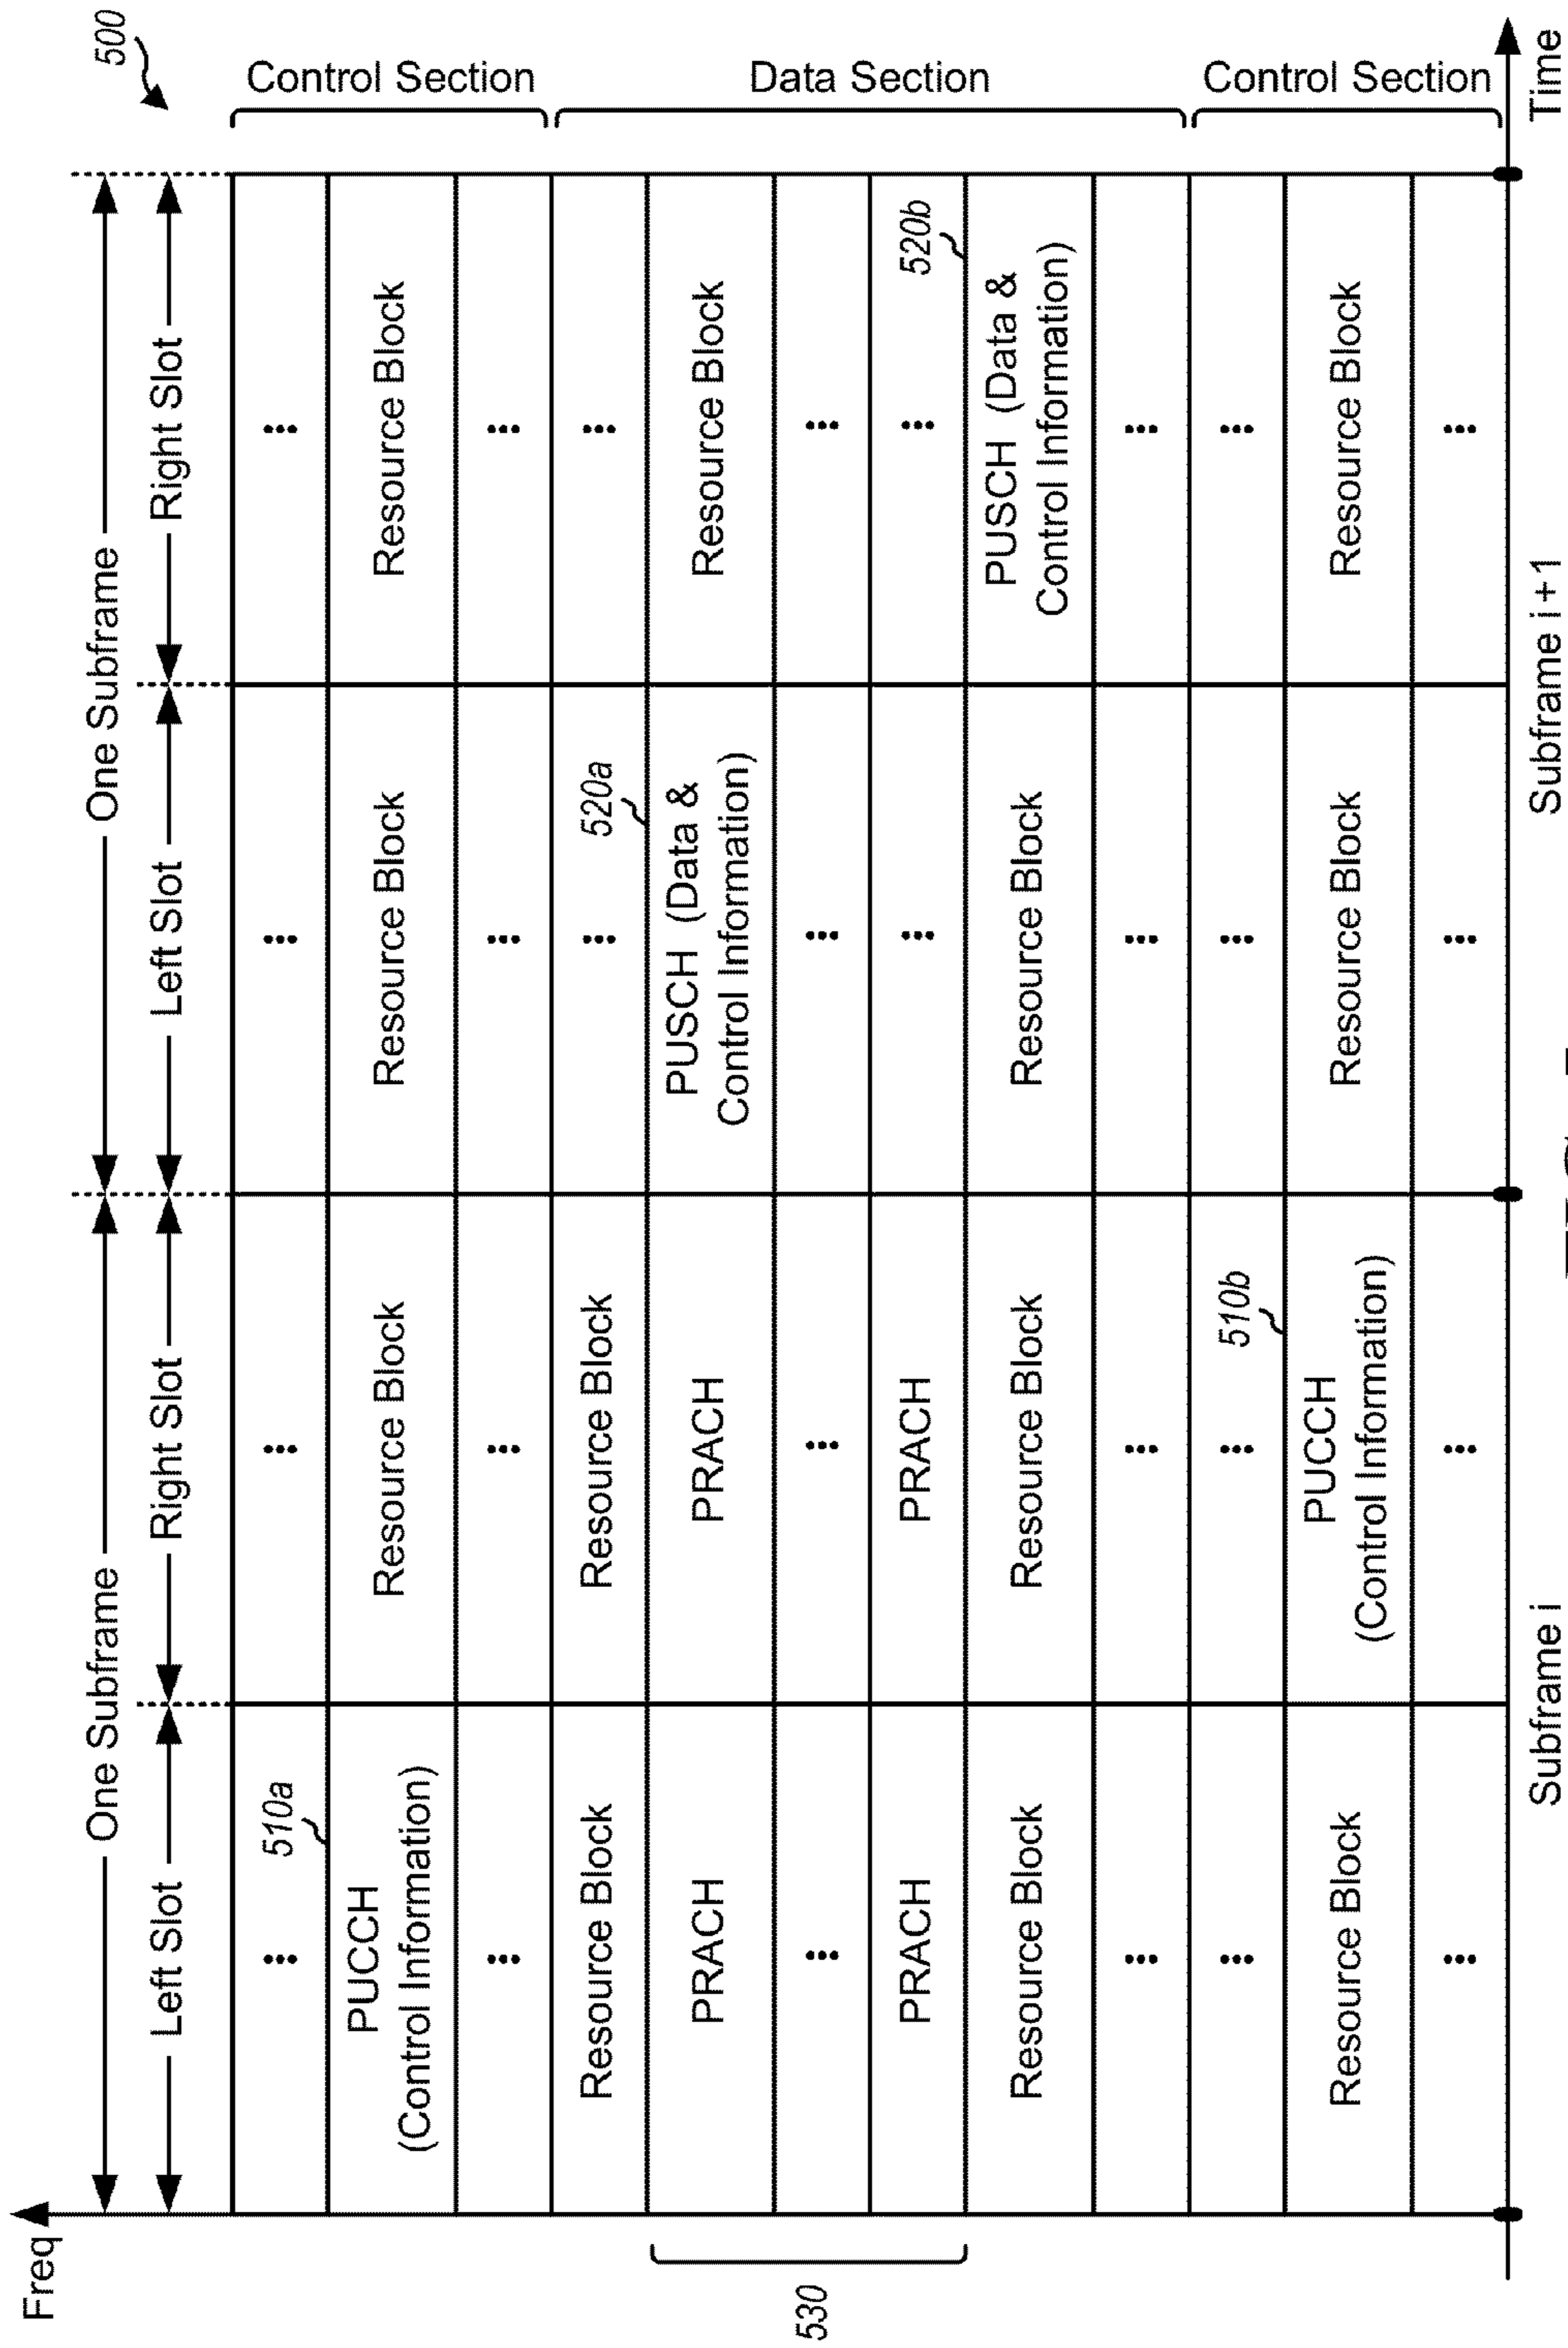 500
One Subframe
One Subframe
Left Slot
Right Slot
Left Slot
Right Slot
Freq
Control Section
Data Section
Control Section
... ... ... ...
510a
PUCCH
(Control Information)
Resource Block
Resource Block
Resource Block
... ... ... ...
Resource Block
Resource Block
...
520a
...
530
PRACH
PRACH
PUSCH (Data &
Control Information)
Resource Block
... ... ... ...
PRACH
PRACH
...
...
520b
Resource Block
Resource Block
Resource Block
PUSCH (Data &
Control Information)
... ... ... ...
... ... ... ...
510b
Resource Block
PUCCH
(Control Information)
Resource Block
Resource Block
... ... ... ...
Time
Subframe i
Subframe i + 1